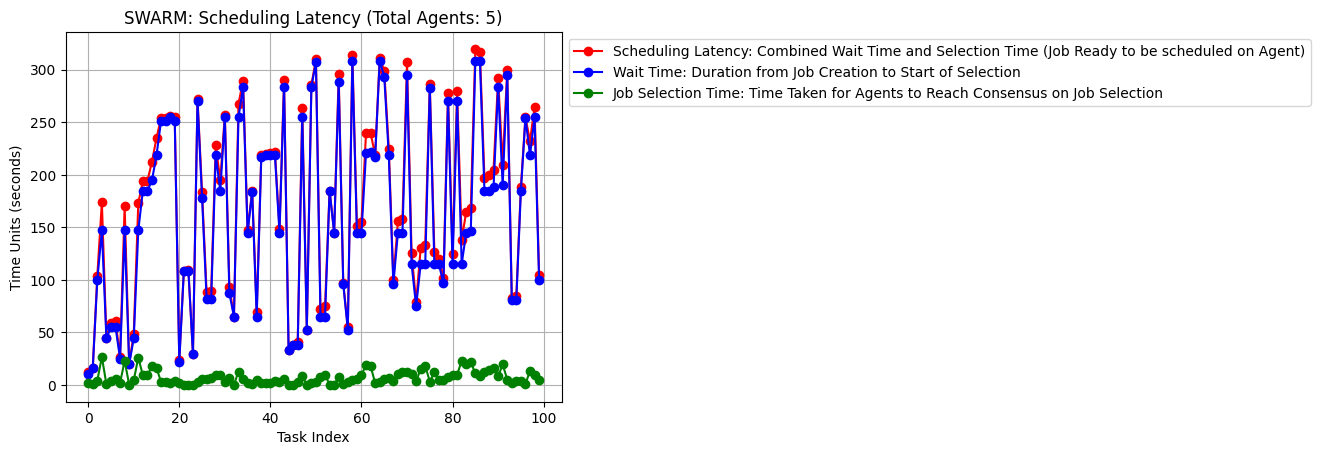 SWARM: Scheduling Latency (Total Agents: 5)
Scheduling Latency: Combined Wait Time and Selection Time (Job Ready to be scheduled on Agent)
Wait Time: Duration from Job Creation to Start of Selection
Job Selection Time: Time Taken for Agents to Reach Consensus on Job Selection
Time Units (seconds)
300
250
200
150
100
50
0
0 20 40 60 80 100
Task Index